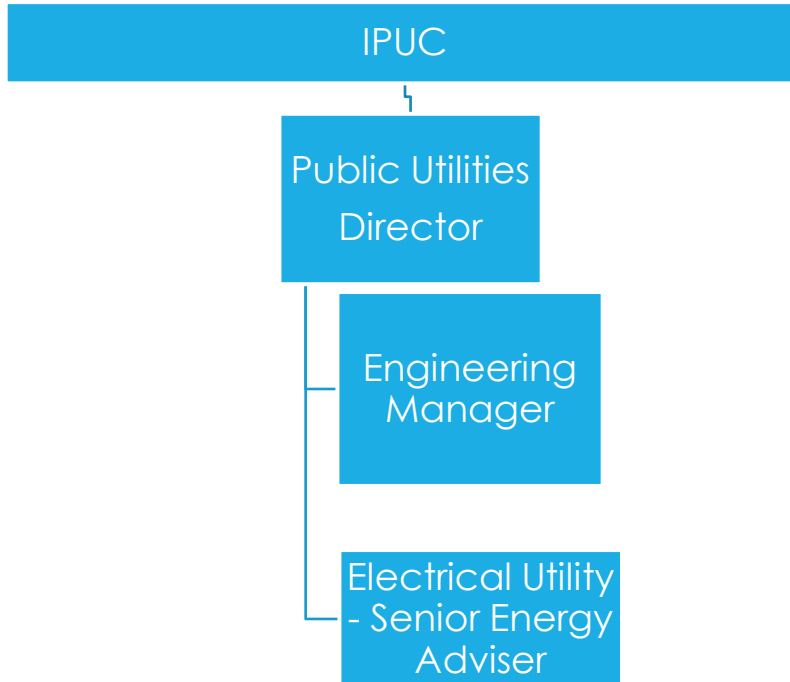 IPUC
Public Utilities
Director
Engineering
Manager
Electrical Utility
- Senior Energy
Adviser